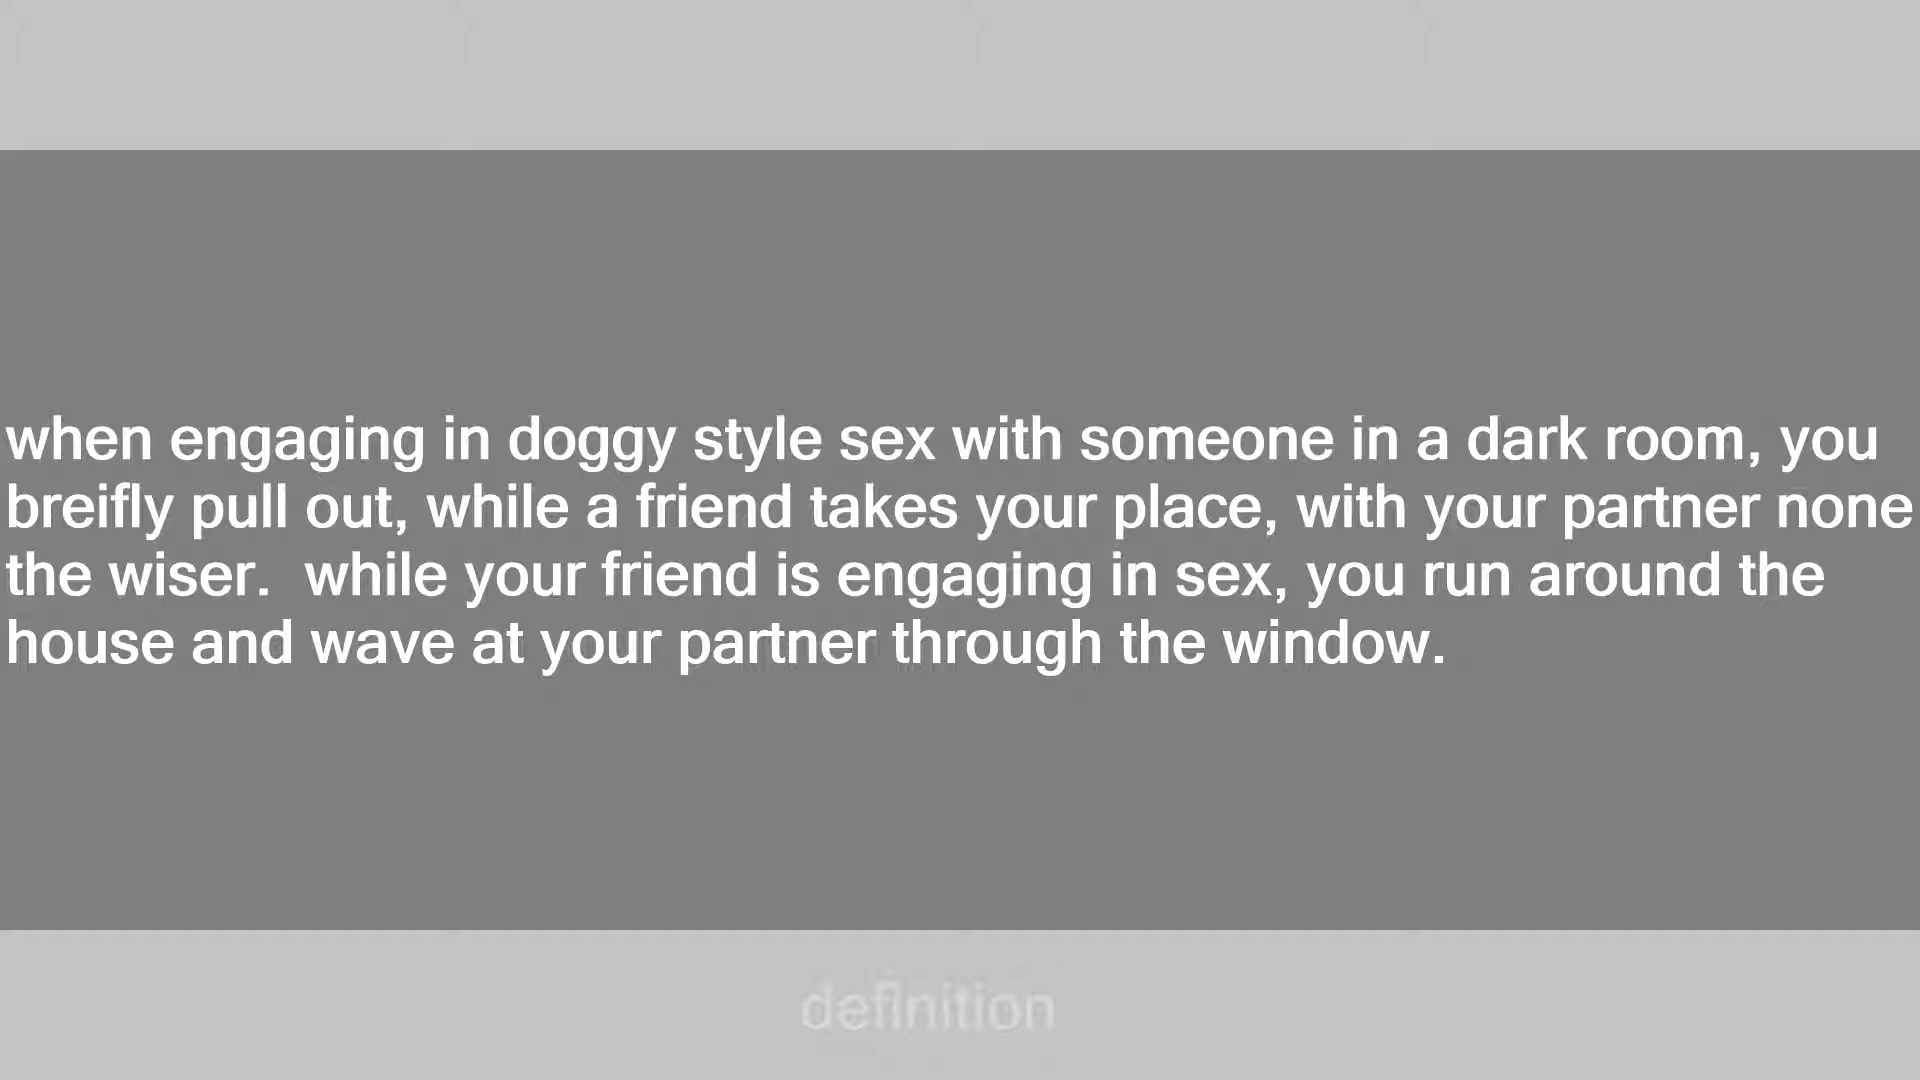 when engaging in doggy style sex with someone in a dark room, you
breifly pull out, while a friend takes your place, with your partner none
the wiser.  while your friend is engaging in sex, you run around the
house and wave at your partner through the window.
definition